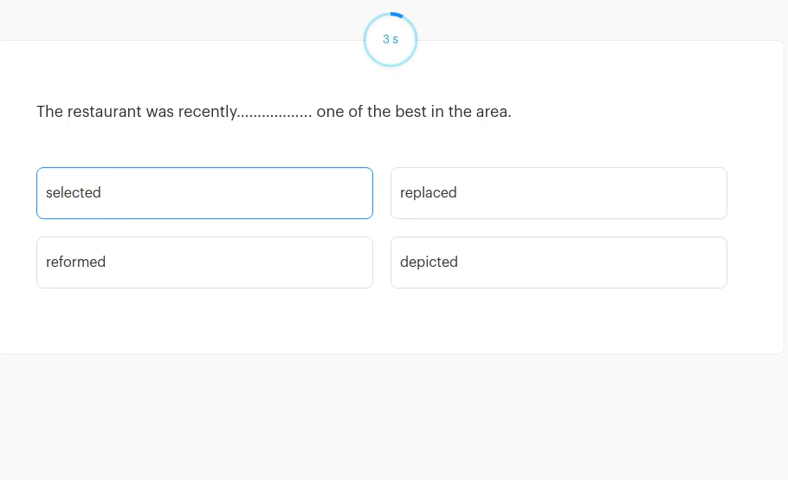 3 s
The restaurant was recently.................. one of the best in the area.
selected
replaced
reformed
depicted